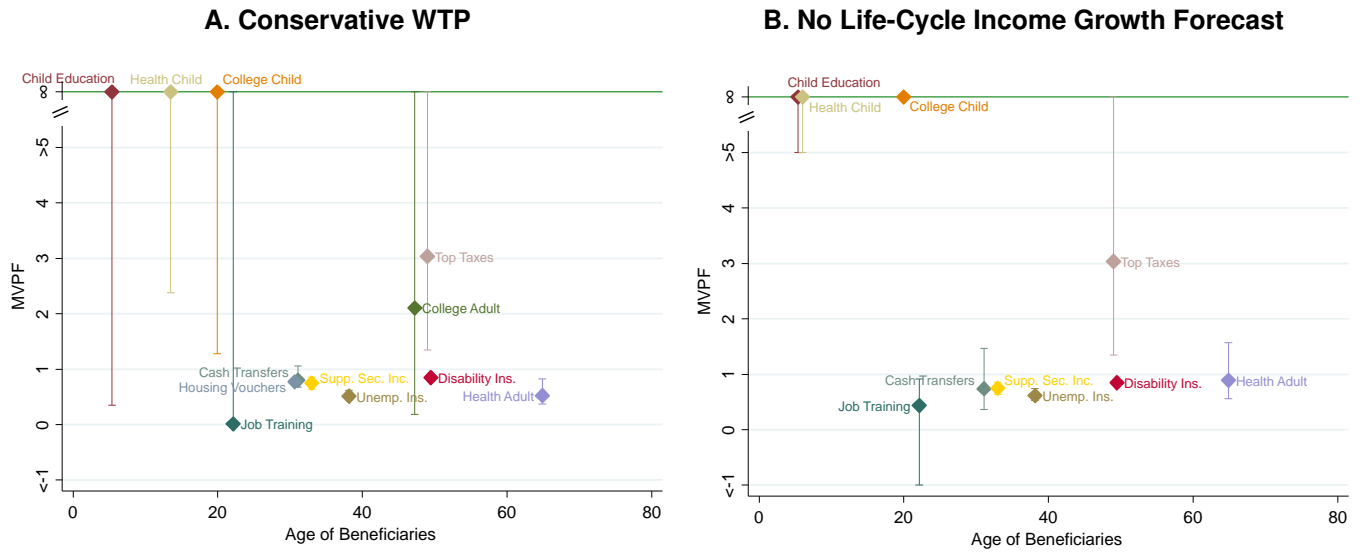 A. Conservative WTP
Child Education
Health Child
College Child
∞
>5
4
3
2
1
0
<-1
MVPF
Top Taxes
College Adult
Cash Transfers
Housing Vouchers
Supp. Sec. Inc.
Disability Ins.
Unemp. Ins.
Health Adult
Job Training
0
20
40
60
80
Age of Beneficiaries
B. No Life-Cycle Income Growth Forecast
Child Education
Health Child
College Child
∞
>5
4
3
2
1
0
<-1
MVPF
Top Taxes
Cash Transfers
Supp. Sec. Inc.
Disability Ins.
Health Adult
Unemp. Ins.
Job Training
0
20
40
60
80
Age of Beneficiaries